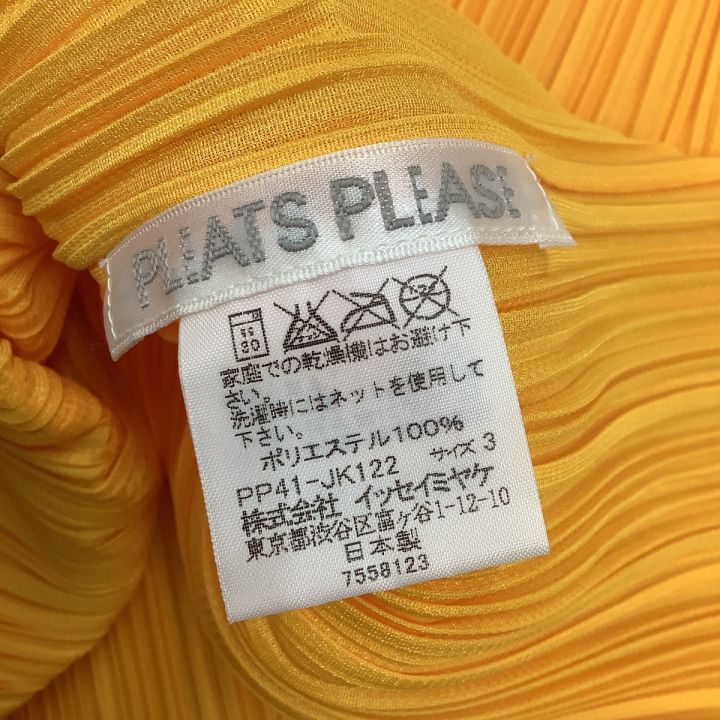 PLEATS PLEASE
家庭での乾燥機はお避け下
さい。
洗濯時にはネットを使用して
下さい。
ポリエステル100%
PP41-JK122 サイズ 3
株式会社 イッセイミヤケ
東京都渋谷区富ヶ谷1-12-10
日本製
7558123